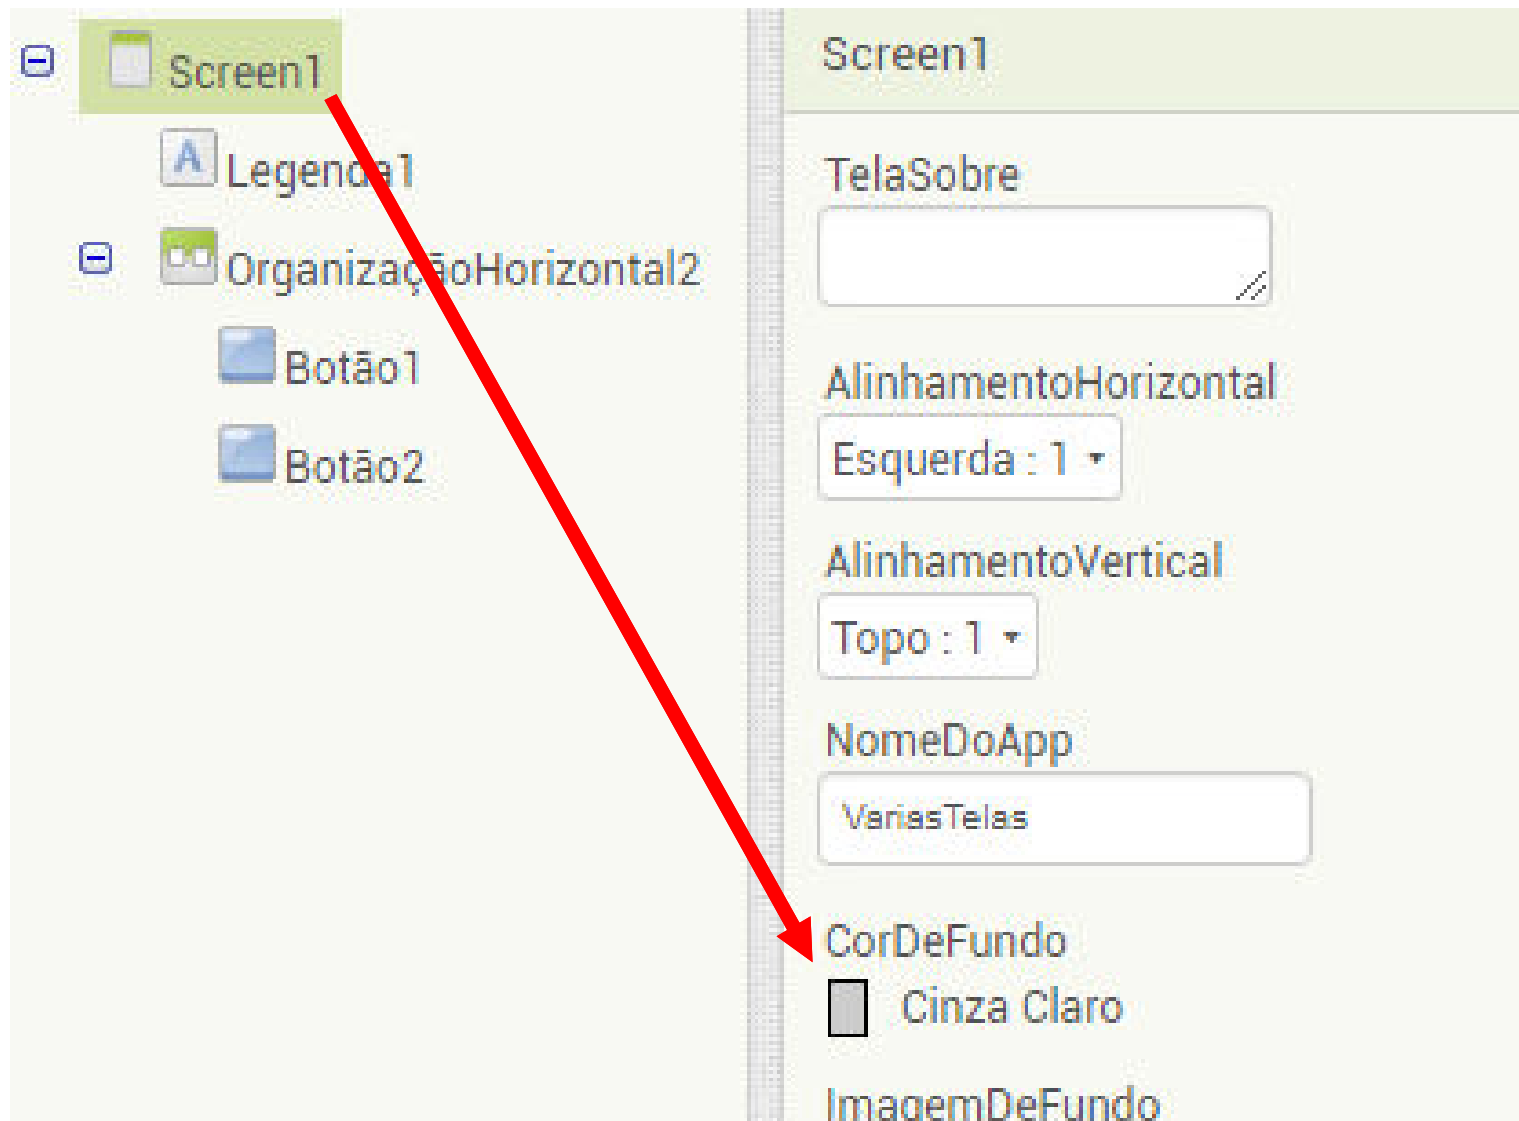 Screen1
Legenda1
OrganizaçãoHorizontal2
Botão1
Botão2
Screen1
TelaSobre
AlinhamentoHorizontal
Esquerda : 1
AlinhamentoVertical
Topo : 1
NomeDoApp
VariasTelas
CorDeFundo
Cinza Claro
ImagemDeFundo